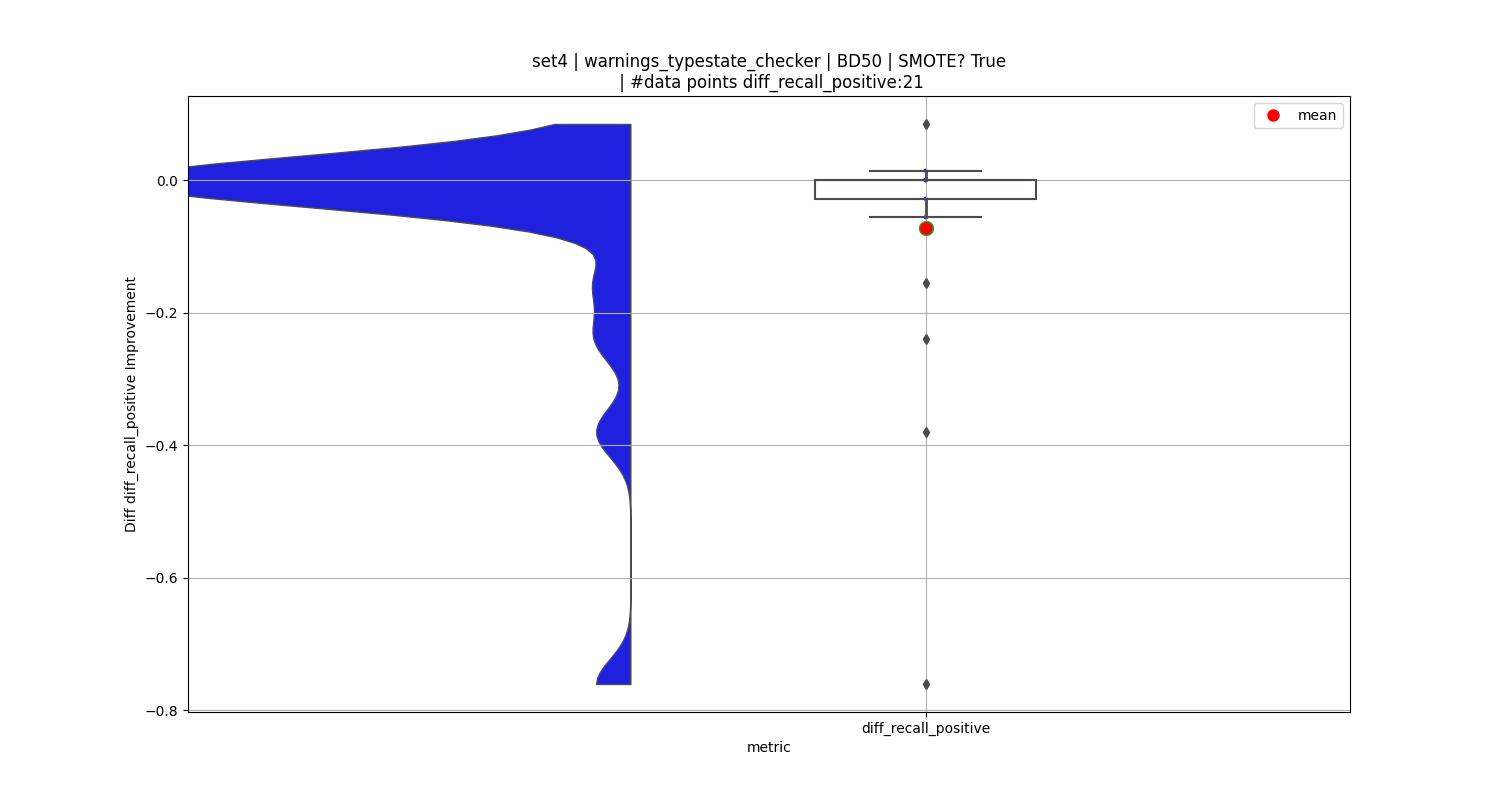 set4 | warnings_typestate_checker | BD50 | SMOTE? True
| #data points diff_recall_positive:21
mean
0.0
−0.2
−0.4
−0.6
−0.8
Diff diff_recall_positive Improvement
diff_recall_positive
metric